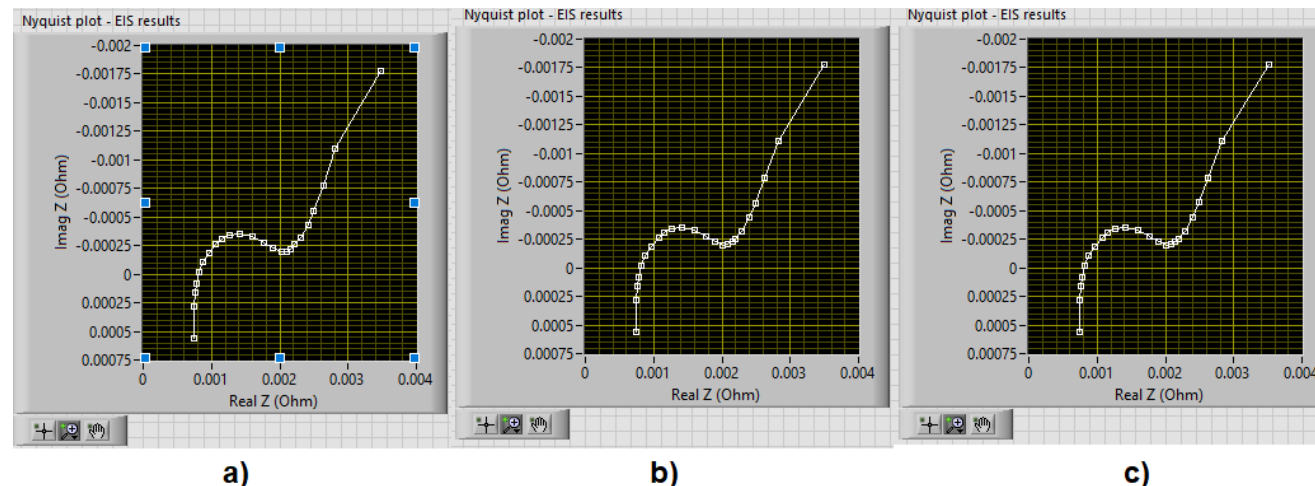 Nyquist plot - EIS results
Imag Z (Ohm)
-0.002
-0.00175
-0.0015
-0.00125
-0.001
-0.00075
-0.0005
-0.00025
0
0.00025
0.0005
0.00075
0 0.001 0.002 0.003 0.004
Real Z (Ohm)
a)
Nyquist plot - EIS results
Imag Z (Ohm)
-0.002
-0.00175
-0.0015
-0.00125
-0.001
-0.00075
-0.0005
-0.00025
0
0.00025
0.0005
0.00075
0 0.001 0.002 0.003 0.004
Real Z (Ohm)
b)
Nyquist plot - EIS results
Imag Z (Ohm)
-0.002
-0.00175
-0.0015
-0.00125
-0.001
-0.00075
-0.0005
-0.00025
0
0.00025
0.0005
0.00075
0 0.001 0.002 0.003 0.004
Real Z (Ohm)
c)